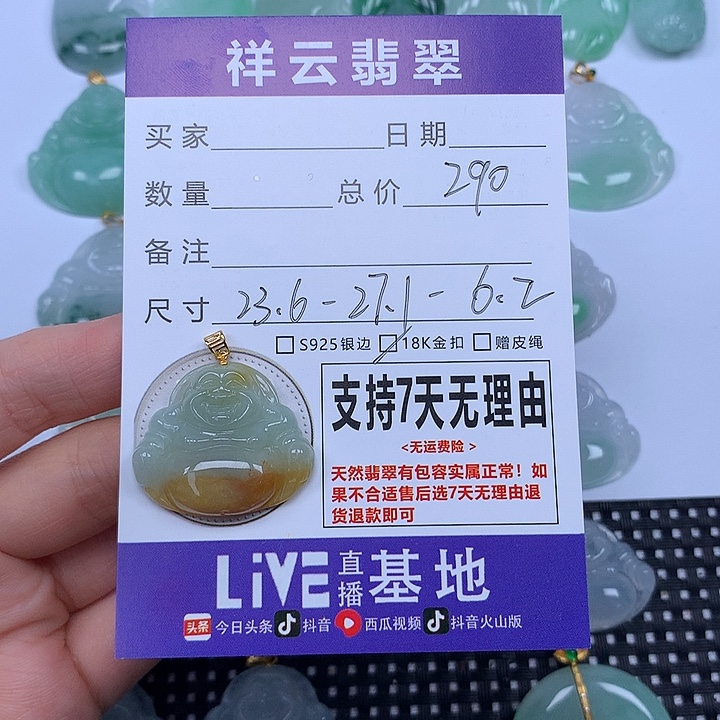 祥云翡翠
买家 日期
数量 总价 290
备注
尺寸 23.6-27.1-6.2
S925银边 18K金扣 赠皮绳
支持7天无理由
<无运费险>
天然翡翠有包容实属正常！如
果不合适售后选7天无理由退
货退款即可
LiVE 直播 基地
头条 今日头条 抖音 西瓜视频 抖音火山版